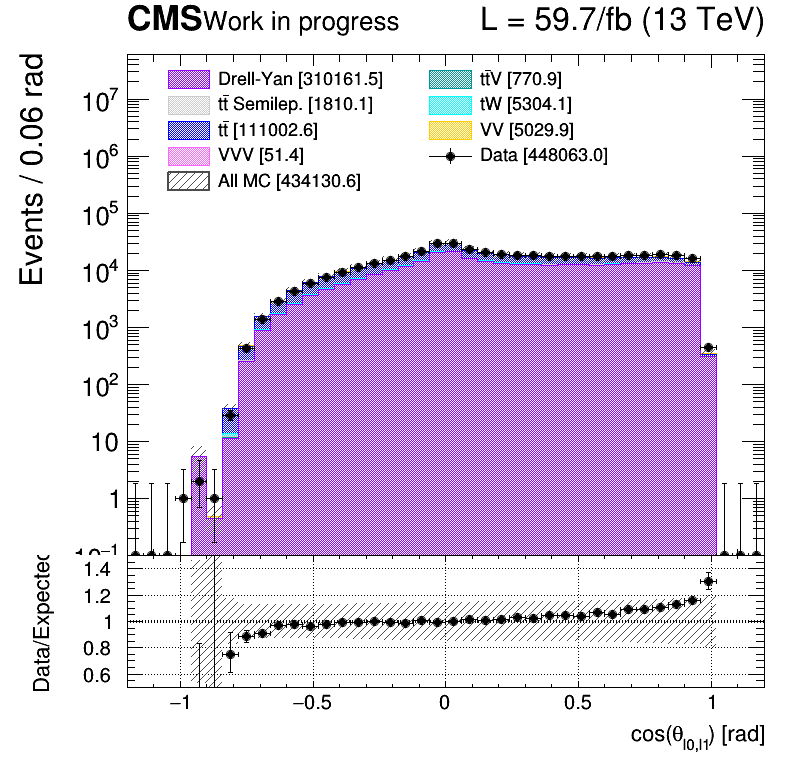 CMS Work in progress L = 59.7/fb (13 TeV)
Events / 0.06 rad
Drell-Yan [310161.5]
tt̄ Semilep. [1810.1]
tt̄ [111002.6]
VVV [51.4]
All MC [434130.6]
tt̄V [770.9]
tW [5304.1]
VV [5029.9]
Data [448063.0]
10⁷
10⁶
10⁵
10⁴
10³
10²
10
1
10⁻¹
Data/Expected
1.4
1.2
1
0.8
0.6
−1 −0.5 0 0.5 1
cos(θ_l0,l1) [rad]